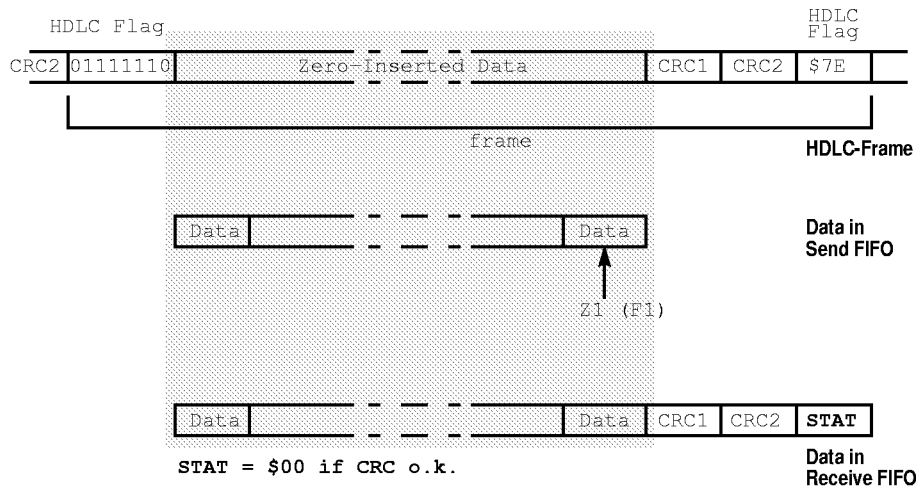 HDLC Flag
HDLC
Flag
CRC2 01111110 Zero-Inserted Data CRC1 CRC2 $7E
frame
HDLC-Frame
Data Data
Data in
Send FIFO
Z1 (F1)
Data Data CRC1 CRC2 STAT
STAT = $00 if CRC o.k.
Data in
Receive FIFO